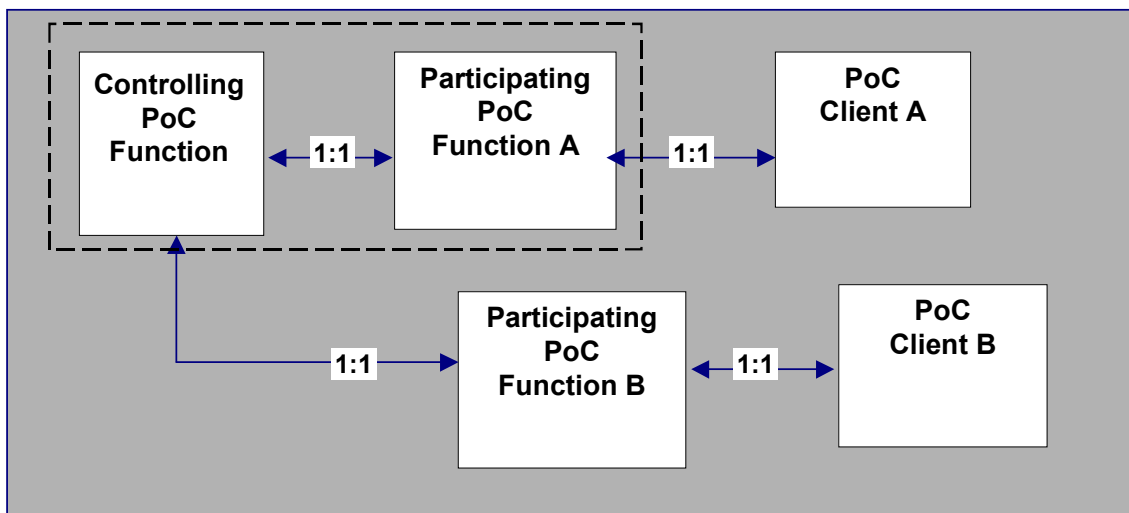 Controlling
PoC
Function
1:1
Participating
PoC
Function A
1:1
PoC
Client A
1:1
Participating
PoC
Function B
1:1
PoC
Client B